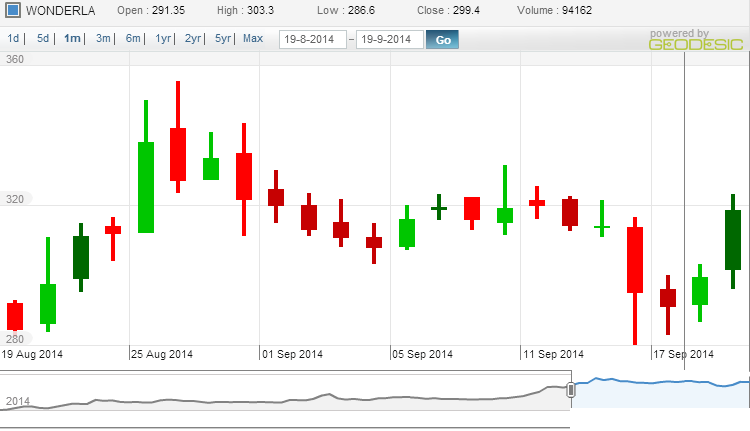 WONDERLA Open : 291.35 High : 303.3 Low : 286.6 Close : 299.4 Volume : 94162
1d 5d 1m 3m 6m 1yr 2yr 5yr Max 19-8-2014 – 19-9-2014 Go
powered by
GEODESIC
360
320
280
19 Aug 2014 25 Aug 2014 01 Sep 2014 05 Sep 2014 11 Sep 2014 17 Sep 2014
2014